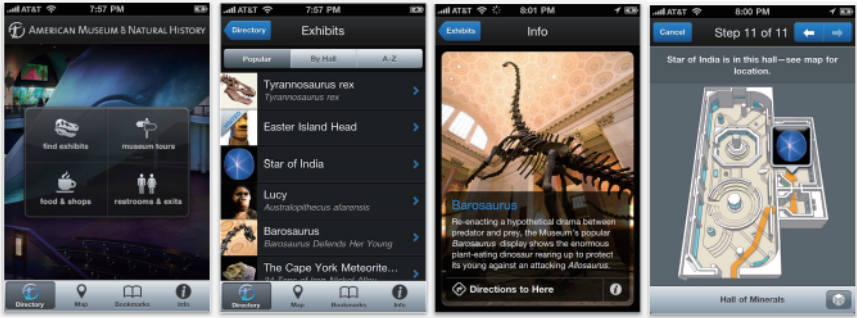 AT&T 7:57 PM
AMERICAN MUSEUM OF NATURAL HISTORY
find exhibits
museum tours
food & shops
restrooms & exits
Directory
Map
Bookmarks
Info
AT&T 7:57 PM
Directory
Exhibits
Popular
By Hall
A-Z
Tyrannosaurus rex
Tyrannosaurus rex
Easter Island Head
Star of India
Lucy
Australopithecus afarensis
Barosaurus
Barosaurus Defends Her Young
The Cape York Meteorite...
Directory
Map
Bookmarks
Info
AT&T 8:01 PM
Exhibits
Info
Barosaurus
Re-enacting a hypothetical drama between
predator and prey, the Museum's popular
Barosaurus display shows the enormous
plant-eating dinosaur rearing up to protect
its young against an attacking Allosaurus.
Directions to Here
AT&T 8:00 PM
Cancel
Step 11 of 11
Star of India is in this hall—see map for
location.
Hall of Minerals